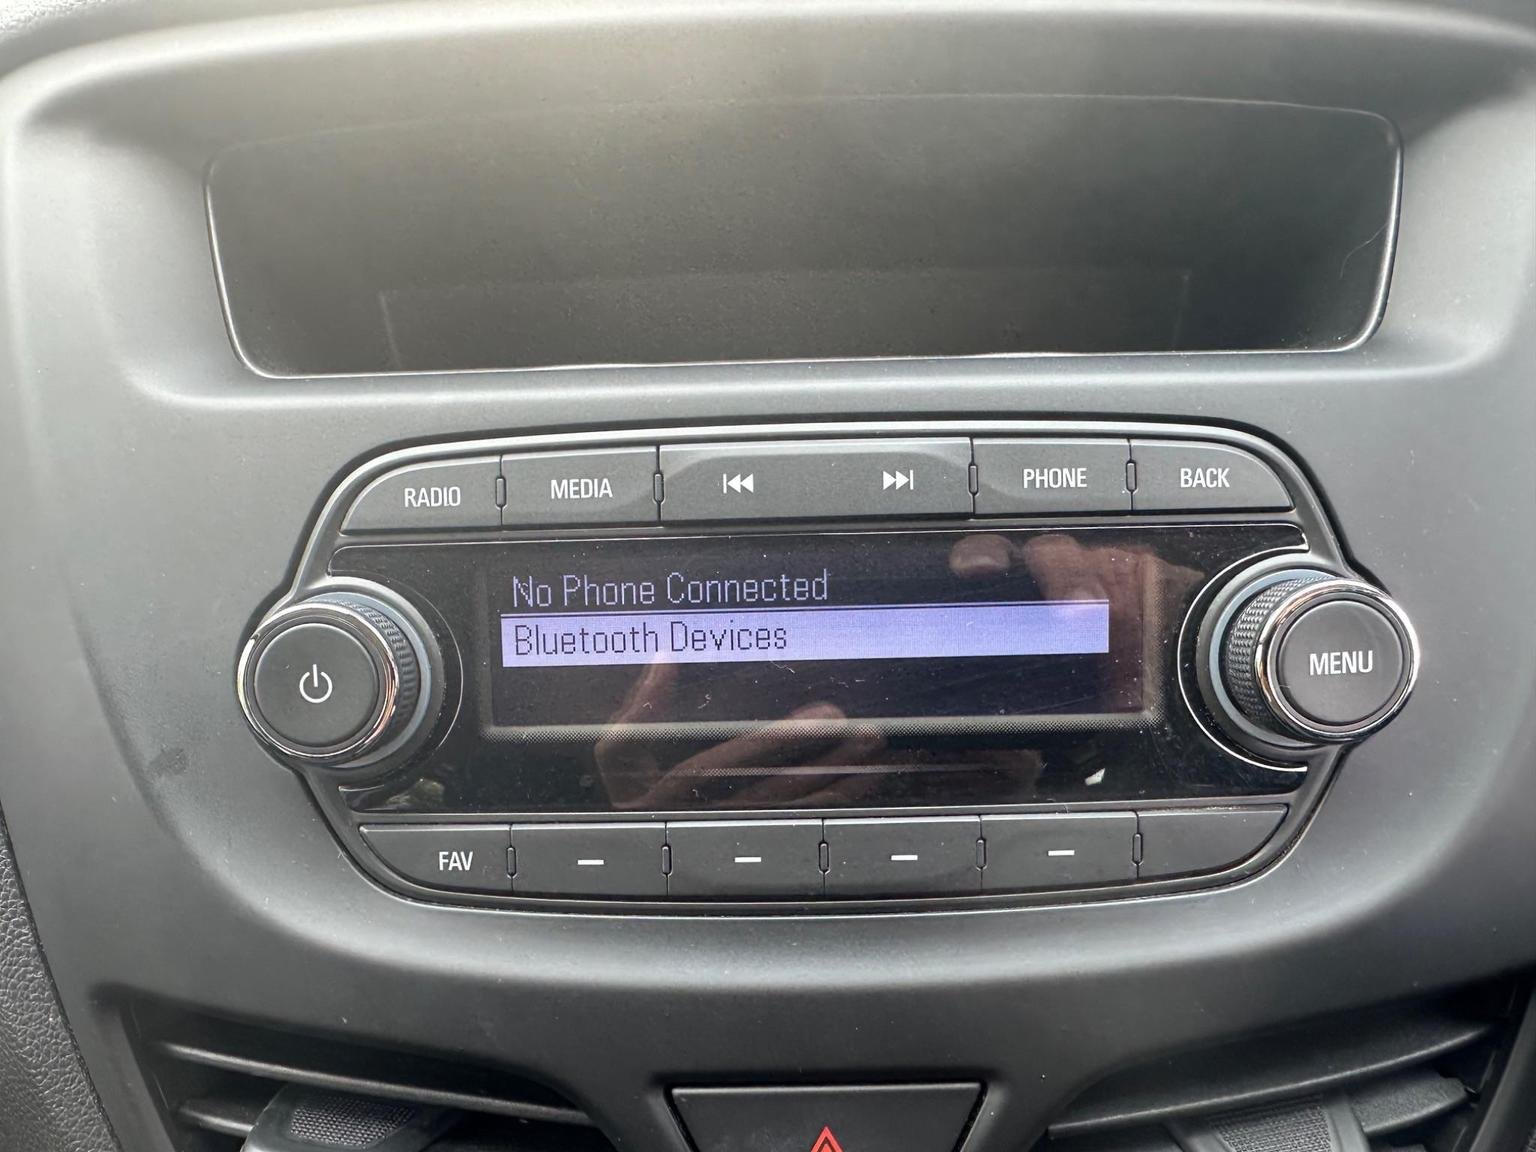 RADIO MEDIA PHONE BACK
No Phone Connected
Bluetooth Devices
MENU
FAV